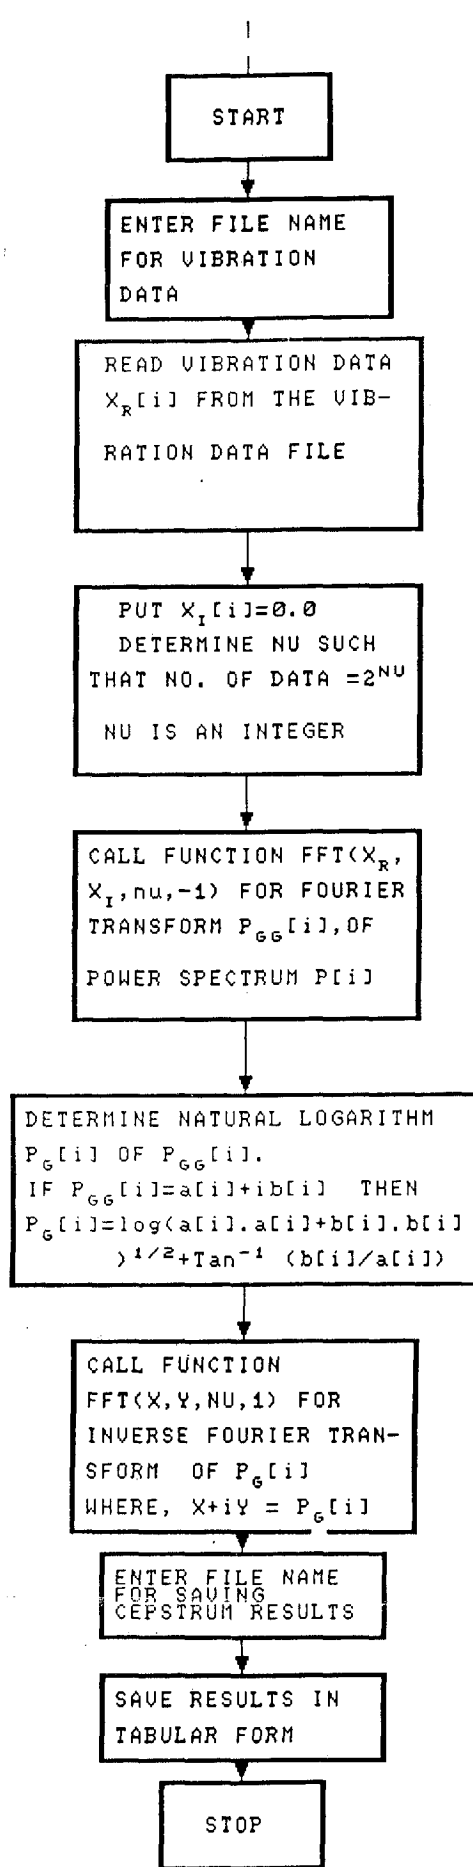 START
ENTER FILE NAME
FOR VIBRATION
DATA
READ VIBRATION DATA
X_R[i] FROM THE VIB-
RATION DATA FILE
PUT X_I[i]=0.0
DETERMINE NU SUCH
THAT NO. OF DATA =2^NU
NU IS AN INTEGER
CALL FUNCTION FFT(X_R,
X_I,nu,-1) FOR FOURIER
TRANSFORM P_GG[i],OF
POWER SPECTRUM P[i]
DETERMINE NATURAL LOGARITHM
P_G[i] OF P_GG[i].
IF P_GG[i]=a[i]+ib[i] THEN
P_G[i]=log(a[i].a[i]+b[i].b[i]
)^1/2+Tan^-1 (b[i]/a[i])
CALL FUNCTION
FFT(X,Y,NU,1) FOR
INVERSE FOURIER TRAN-
SFORM OF P_G[i]
WHERE, X+iY = P_G[i]
ENTER FILE NAME
FOR SAVING
CEPSTRUM RESULTS
SAVE RESULTS IN
TABULAR FORM
STOP